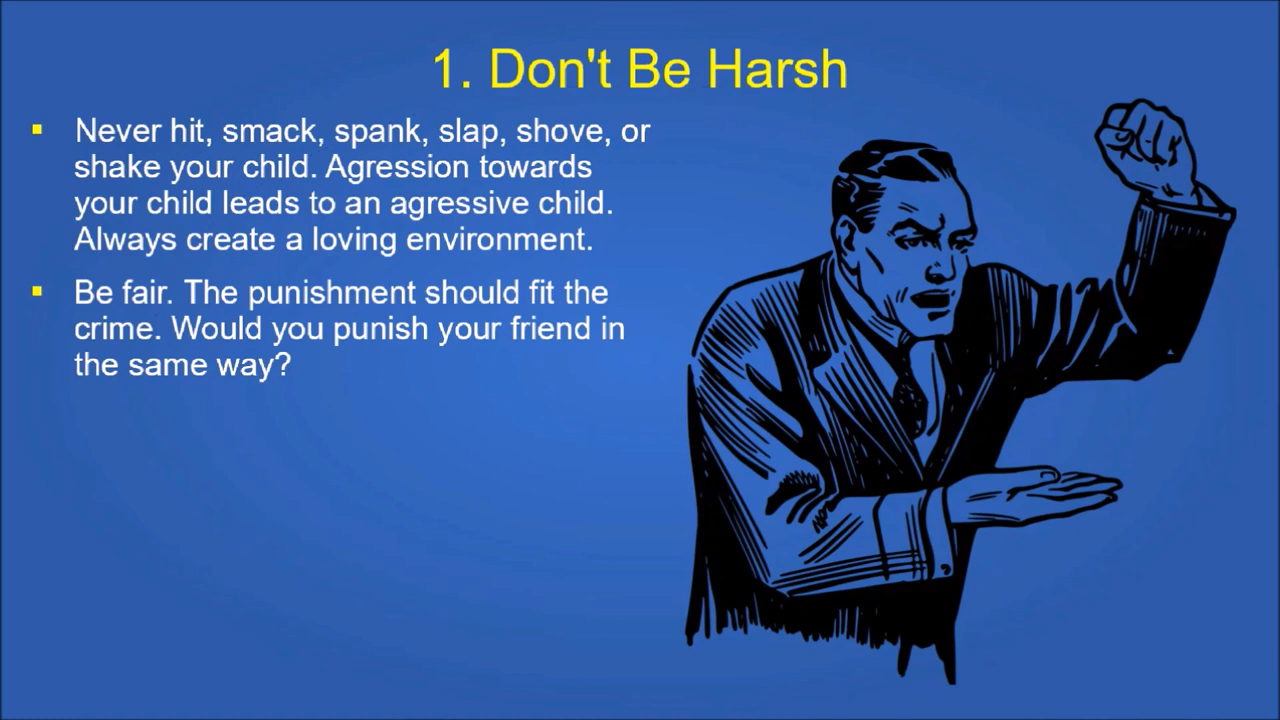 1. Don't Be Harsh
Never hit, smack, spank, slap, shove, or
shake your child. Agression towards
your child leads to an agressive child.
Always create a loving environment.
Be fair. The punishment should fit the
crime. Would you punish your friend in
the same way?